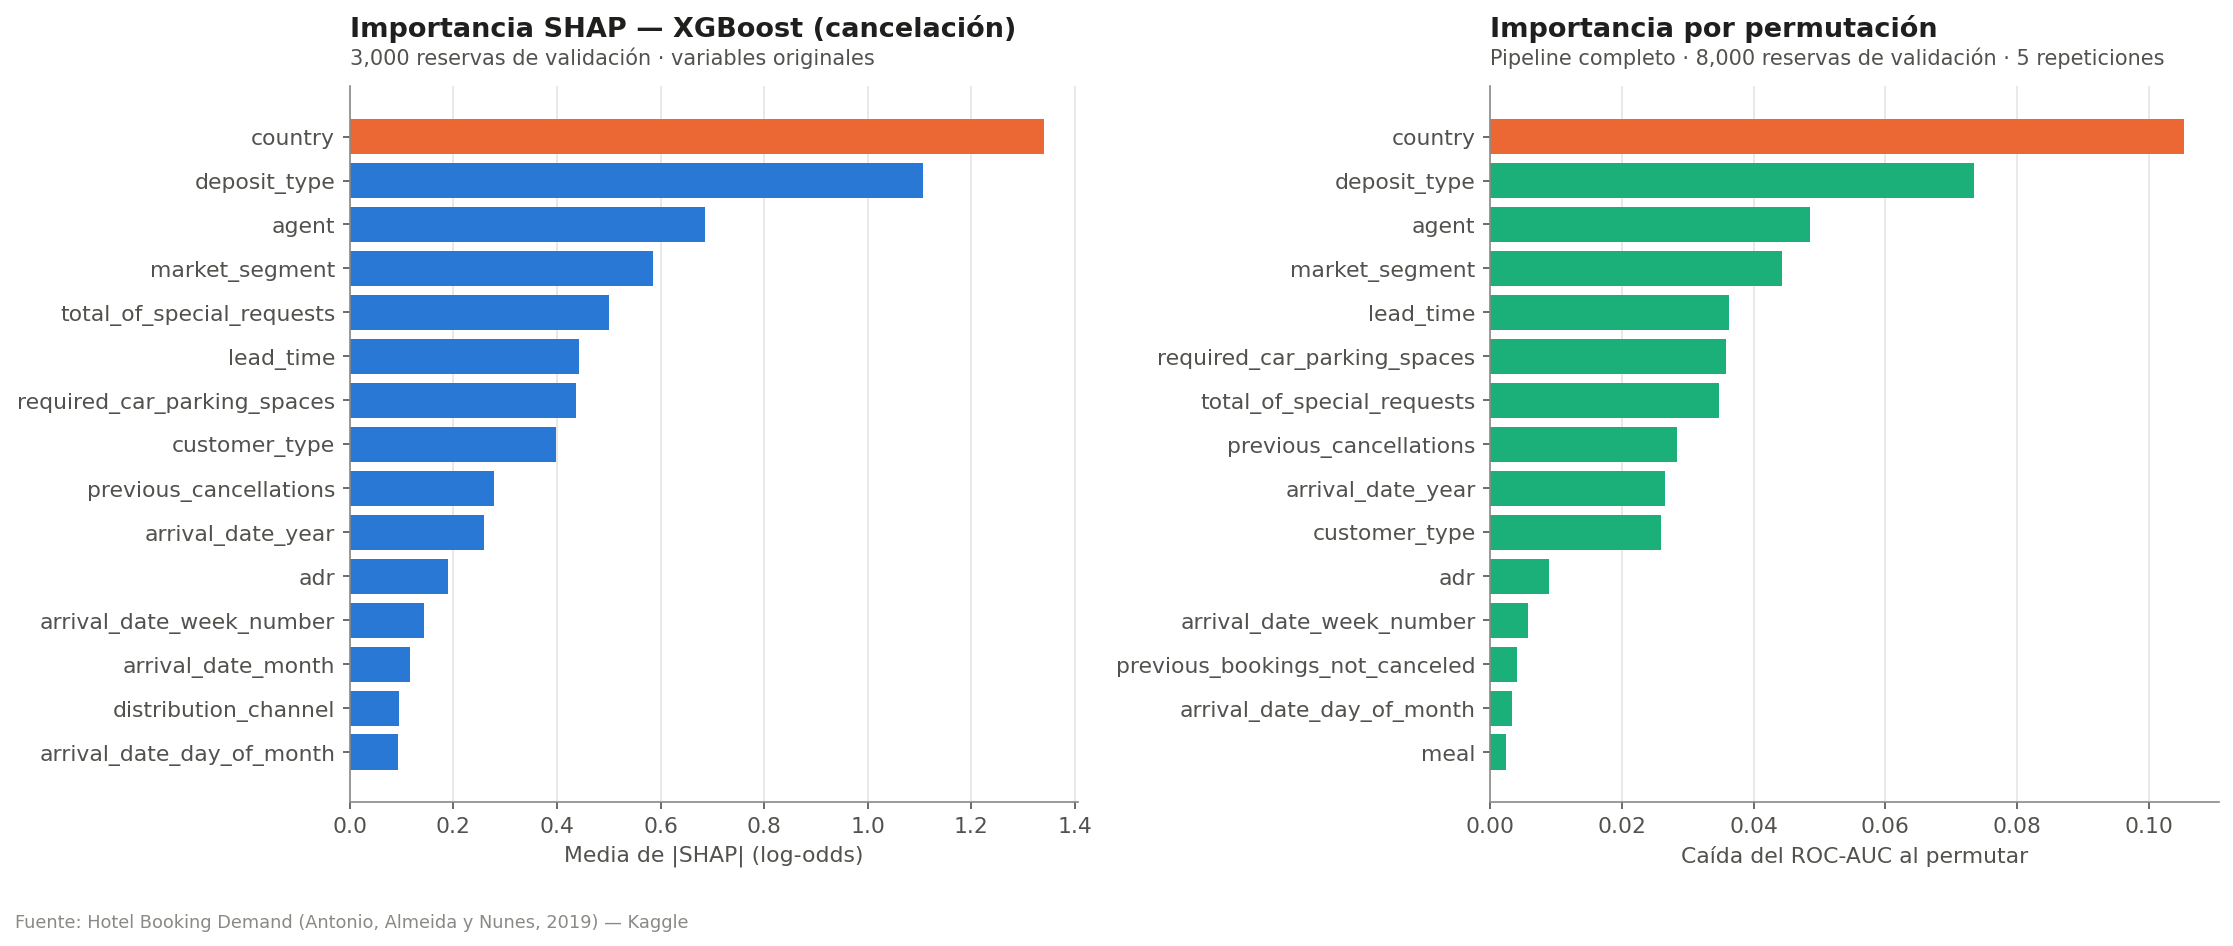 Importancia SHAP — XGBoost (cancelación)
3,000 reservas de validación · variables originales
country
deposit_type
agent
market_segment
total_of_special_requests
lead_time
required_car_parking_spaces
customer_type
previous_cancellations
arrival_date_year
adr
arrival_date_week_number
arrival_date_month
distribution_channel
arrival_date_day_of_month
0.0 0.2 0.4 0.6 0.8 1.0 1.2 1.4
Media de |SHAP| (log-odds)
Importancia por permutación
Pipeline completo · 8,000 reservas de validación · 5 repeticiones
country
deposit_type
agent
market_segment
lead_time
required_car_parking_spaces
total_of_special_requests
previous_cancellations
arrival_date_year
customer_type
adr
arrival_date_week_number
previous_bookings_not_canceled
arrival_date_day_of_month
meal
0.00 0.02 0.04 0.06 0.08 0.10
Caída del ROC-AUC al permutar
Fuente: Hotel Booking Demand (Antonio, Almeida y Nunes, 2019) — Kaggle